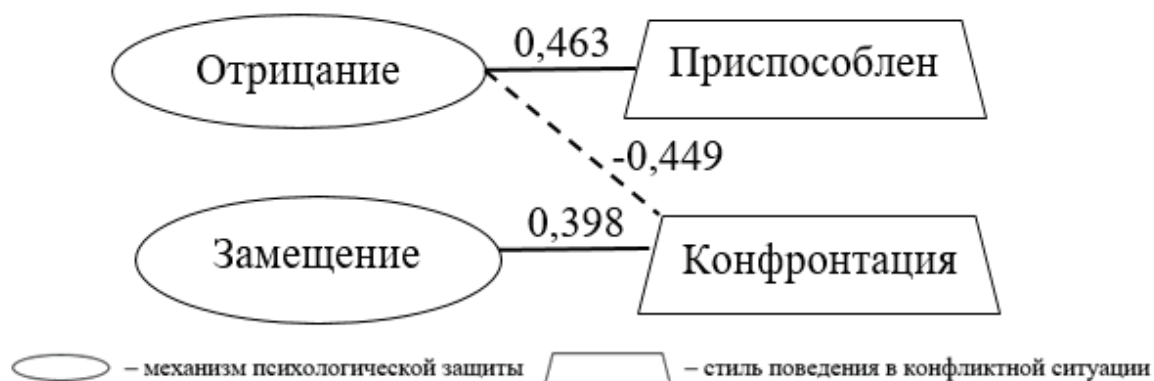 Отрицание
0,463
Приспособлен
-0,449
Замещение
0,398
Конфронтация
– механизм психологической защиты
– стиль поведения в конфликтной ситуации